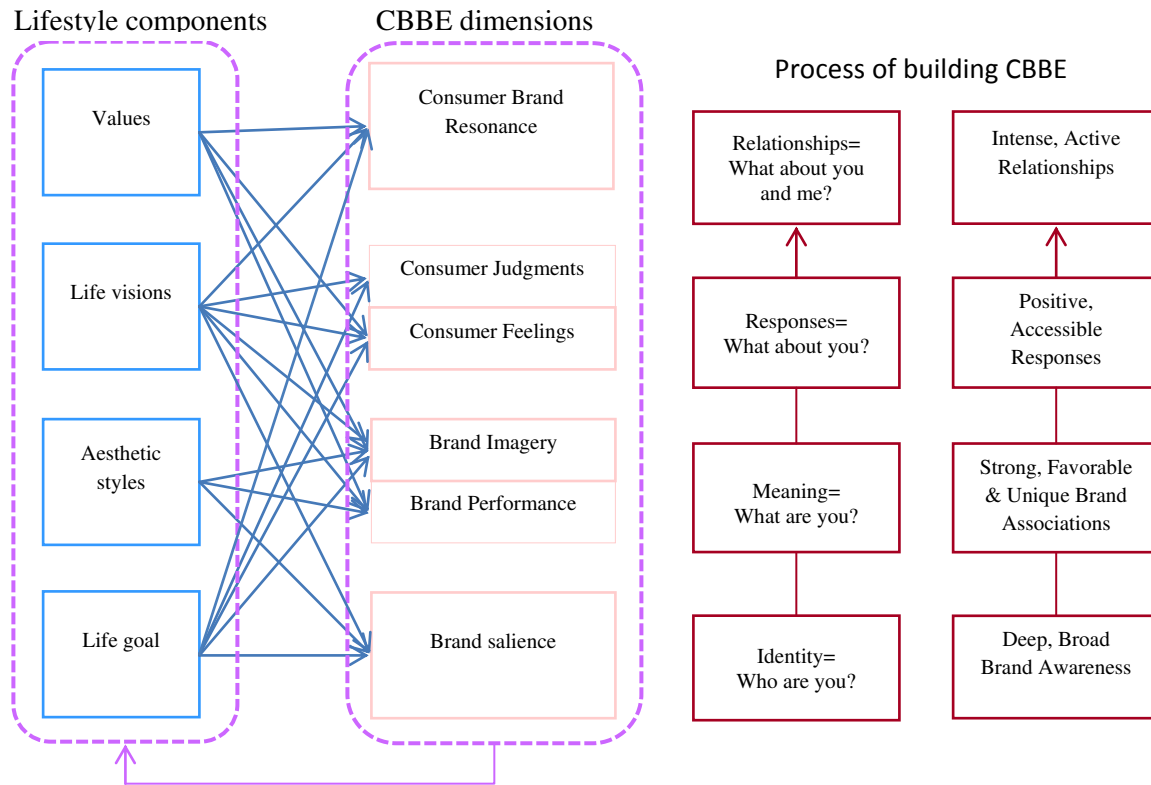 Lifestyle components
CBBE dimensions
Process of building CBBE
Values
Life visions
Aesthetic
styles
Life goal
Consumer Brand
Resonance
Consumer Judgments
Consumer Feelings
Brand Imagery
Brand Performance
Brand salience
Relationships=
What about you
and me?
Responses=
What about you?
Meaning=
What are you?
Identity=
Who are you?
Intense, Active
Relationships
Positive,
Accessible
Responses
Strong, Favorable
& Unique Brand
Associations
Deep, Broad
Brand Awareness